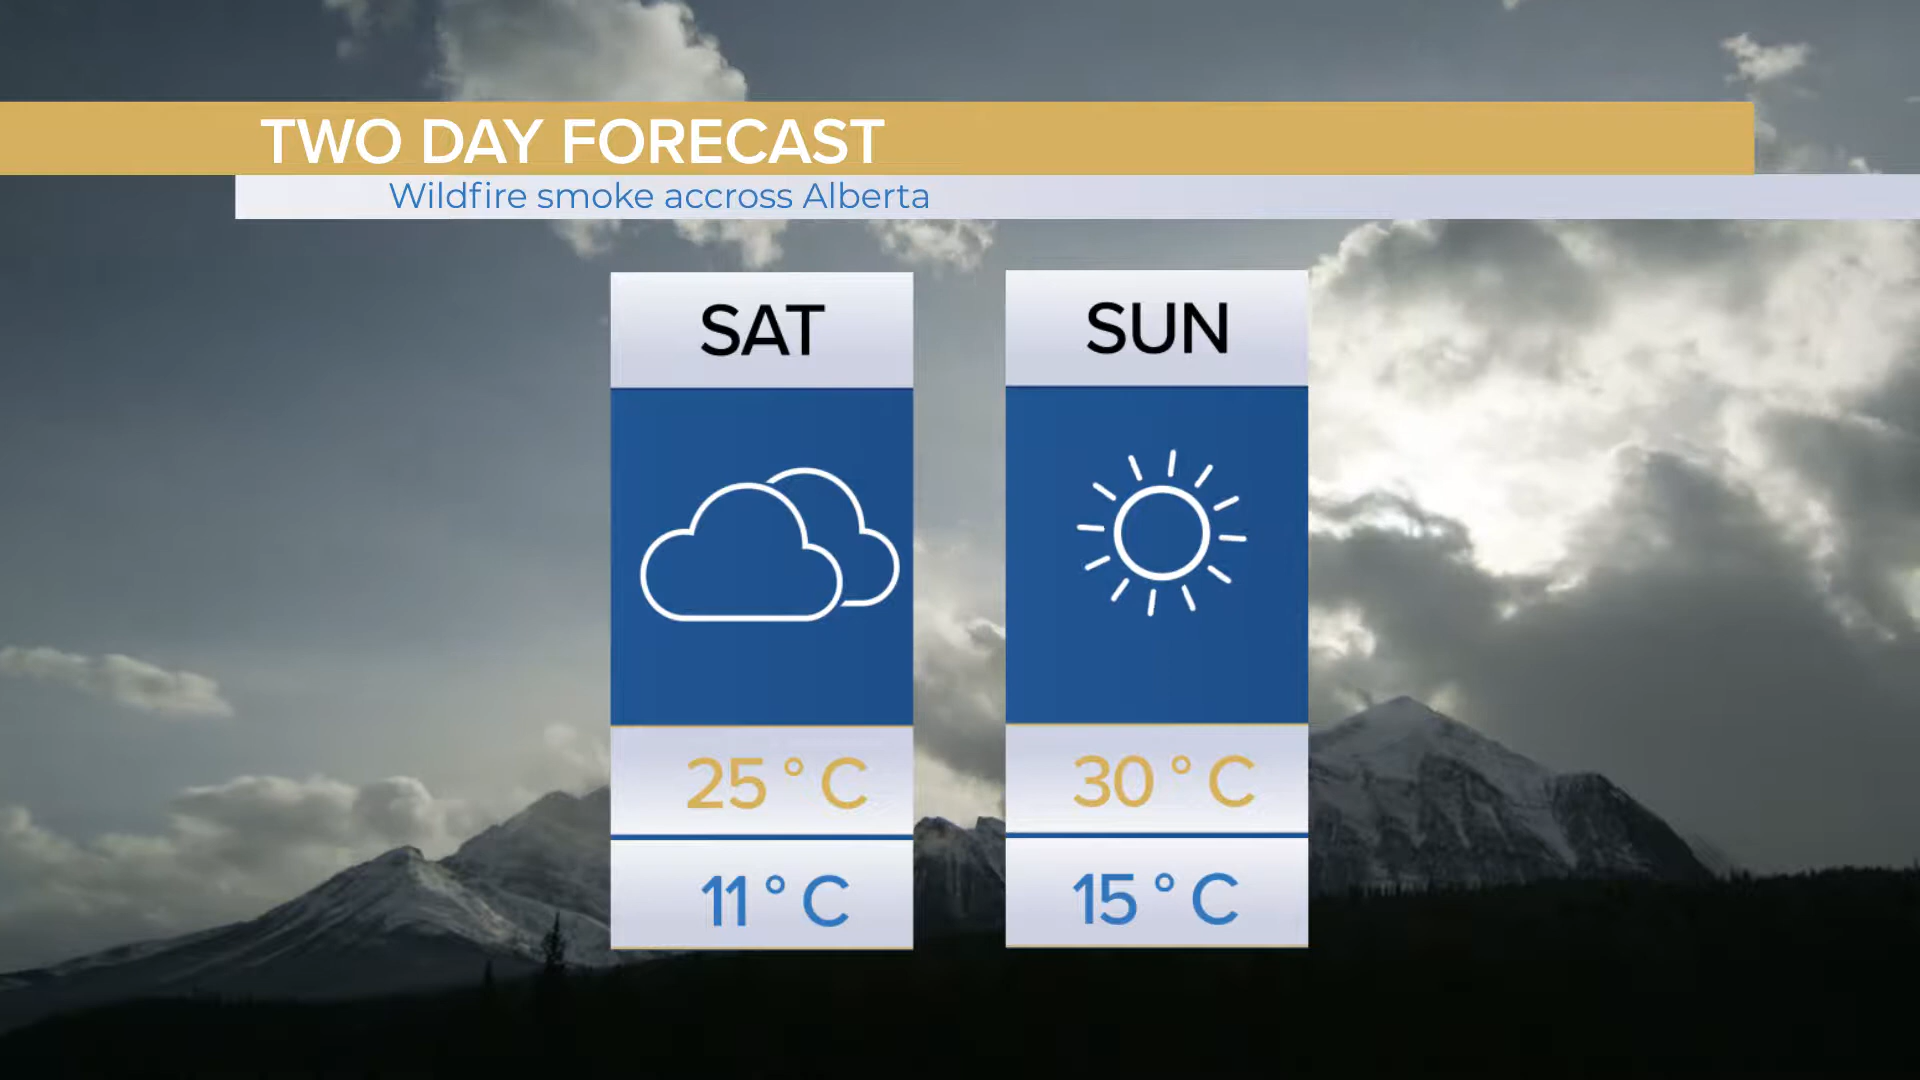 TWO DAY FORECAST
Wildfire smoke accross Alberta
SAT
25 ° C
11 ° C
SUN
30 ° C
15 ° C